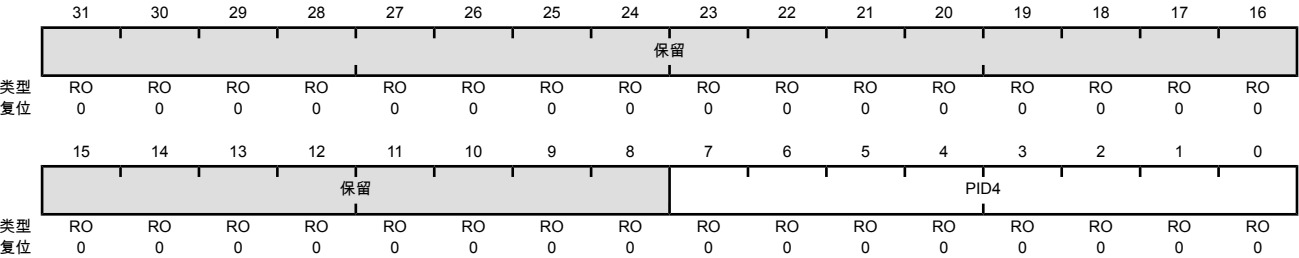 31 30 29 28 27 26 25 24 23 22 21 20 19 18 17 16
保留
类型 RO RO RO RO RO RO RO RO RO RO RO RO RO RO RO RO
复位 0 0 0 0 0 0 0 0 0 0 0 0 0 0 0 0
15 14 13 12 11 10 9 8 7 6 5 4 3 2 1 0
保留 PID4
类型 RO RO RO RO RO RO RO RO RO RO RO RO RO RO RO RO
复位 0 0 0 0 0 0 0 0 0 0 0 0 0 0 0 0